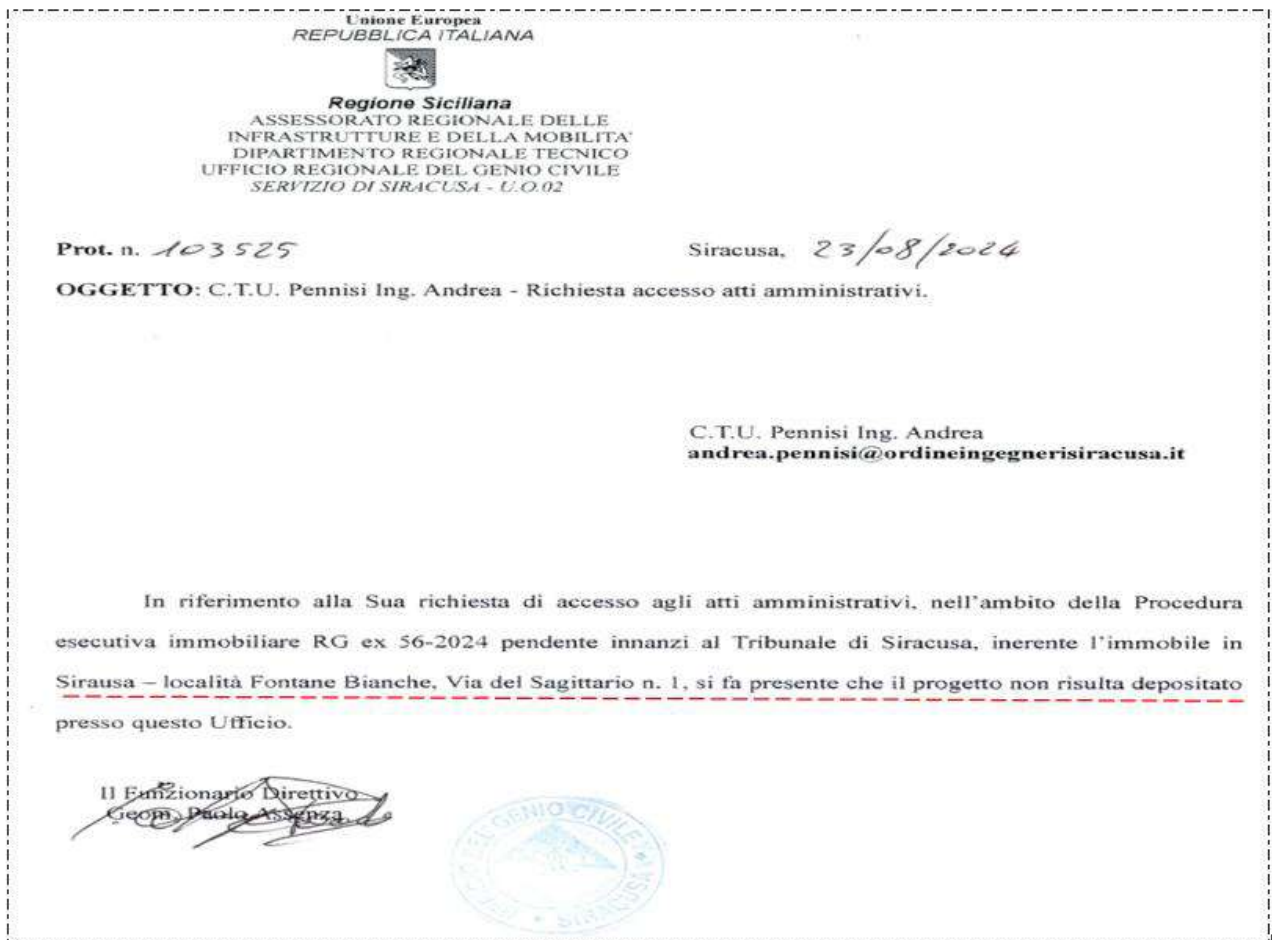 Unione Europea
REPUBBLICA ITALIANA
Regione Siciliana
ASSESSORATO REGIONALE DELLE
INFRASTRUTTURE E DELLA MOBILITA'
DIPARTIMENTO REGIONALE TECNICO
UFFICIO REGIONALE DEL GENIO CIVILE
SERVIZIO DI SIRACUSA - U.O.02
Prot. n. 103525
Siracusa, 23/08/2024
OGGETTO: C.T.U. Pennisi Ing. Andrea - Richiesta accesso atti amministrativi.
C.T.U. Pennisi Ing. Andrea
andrea.pennisi@ordineingegnerisiracusa.it
In riferimento alla Sua richiesta di accesso agli atti amministrativi, nell'ambito della Procedura
esecutiva immobiliare RG ex 56-2024 pendente innanzi al Tribunale di Siracusa, inerente l'immobile in
Sirausa – località Fontane Bianche, Via del Sagittario n. 1, si fa presente che il progetto non risulta depositato
presso questo Ufficio.
Il Funzionario Direttivo
Geom. Paolo Assenza
DEL GENIO CIVILE
SIRACUSA